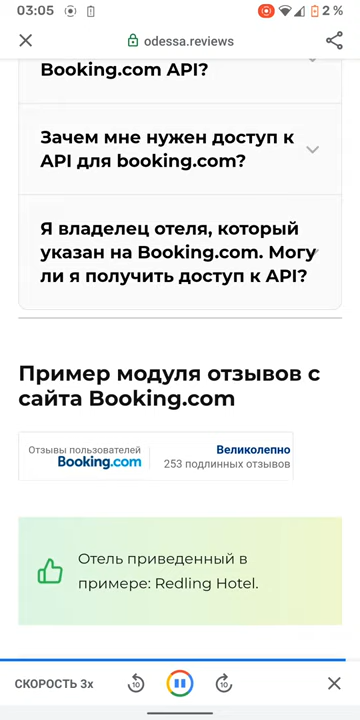 03:05
2 %
odessa.reviews
Booking.com API?
Зачем мне нужен доступ к
API для booking.com?
Я владелец отеля, который
указан на Booking.com. Могу
ли я получить доступ к API?
Пример модуля отзывов с
сайта Booking.com
Отзывы пользователей
Booking.com
Великолепно
253 подлинных отзывов
Отель приведенный в
примере: Redling Hotel.
СКОРОСТЬ 3x
10
10